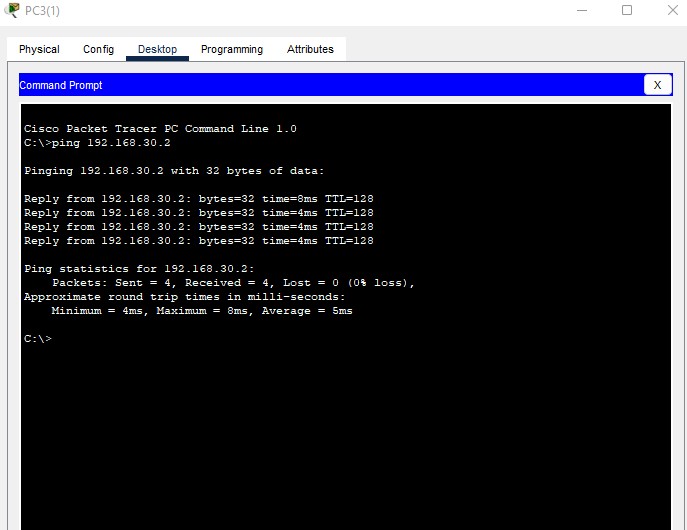 PC3(1)
Physical Config Desktop Programming Attributes
Command Prompt X
Cisco Packet Tracer PC Command Line 1.0
C:\>ping 192.168.30.2
Pinging 192.168.30.2 with 32 bytes of data:
Reply from 192.168.30.2: bytes=32 time=8ms TTL=128
Reply from 192.168.30.2: bytes=32 time=4ms TTL=128
Reply from 192.168.30.2: bytes=32 time=4ms TTL=128
Reply from 192.168.30.2: bytes=32 time=4ms TTL=128
Ping statistics for 192.168.30.2:
Packets: Sent = 4, Received = 4, Lost = 0 (0% loss),
Approximate round trip times in milli-seconds:
Minimum = 4ms, Maximum = 8ms, Average = 5ms
C:\>